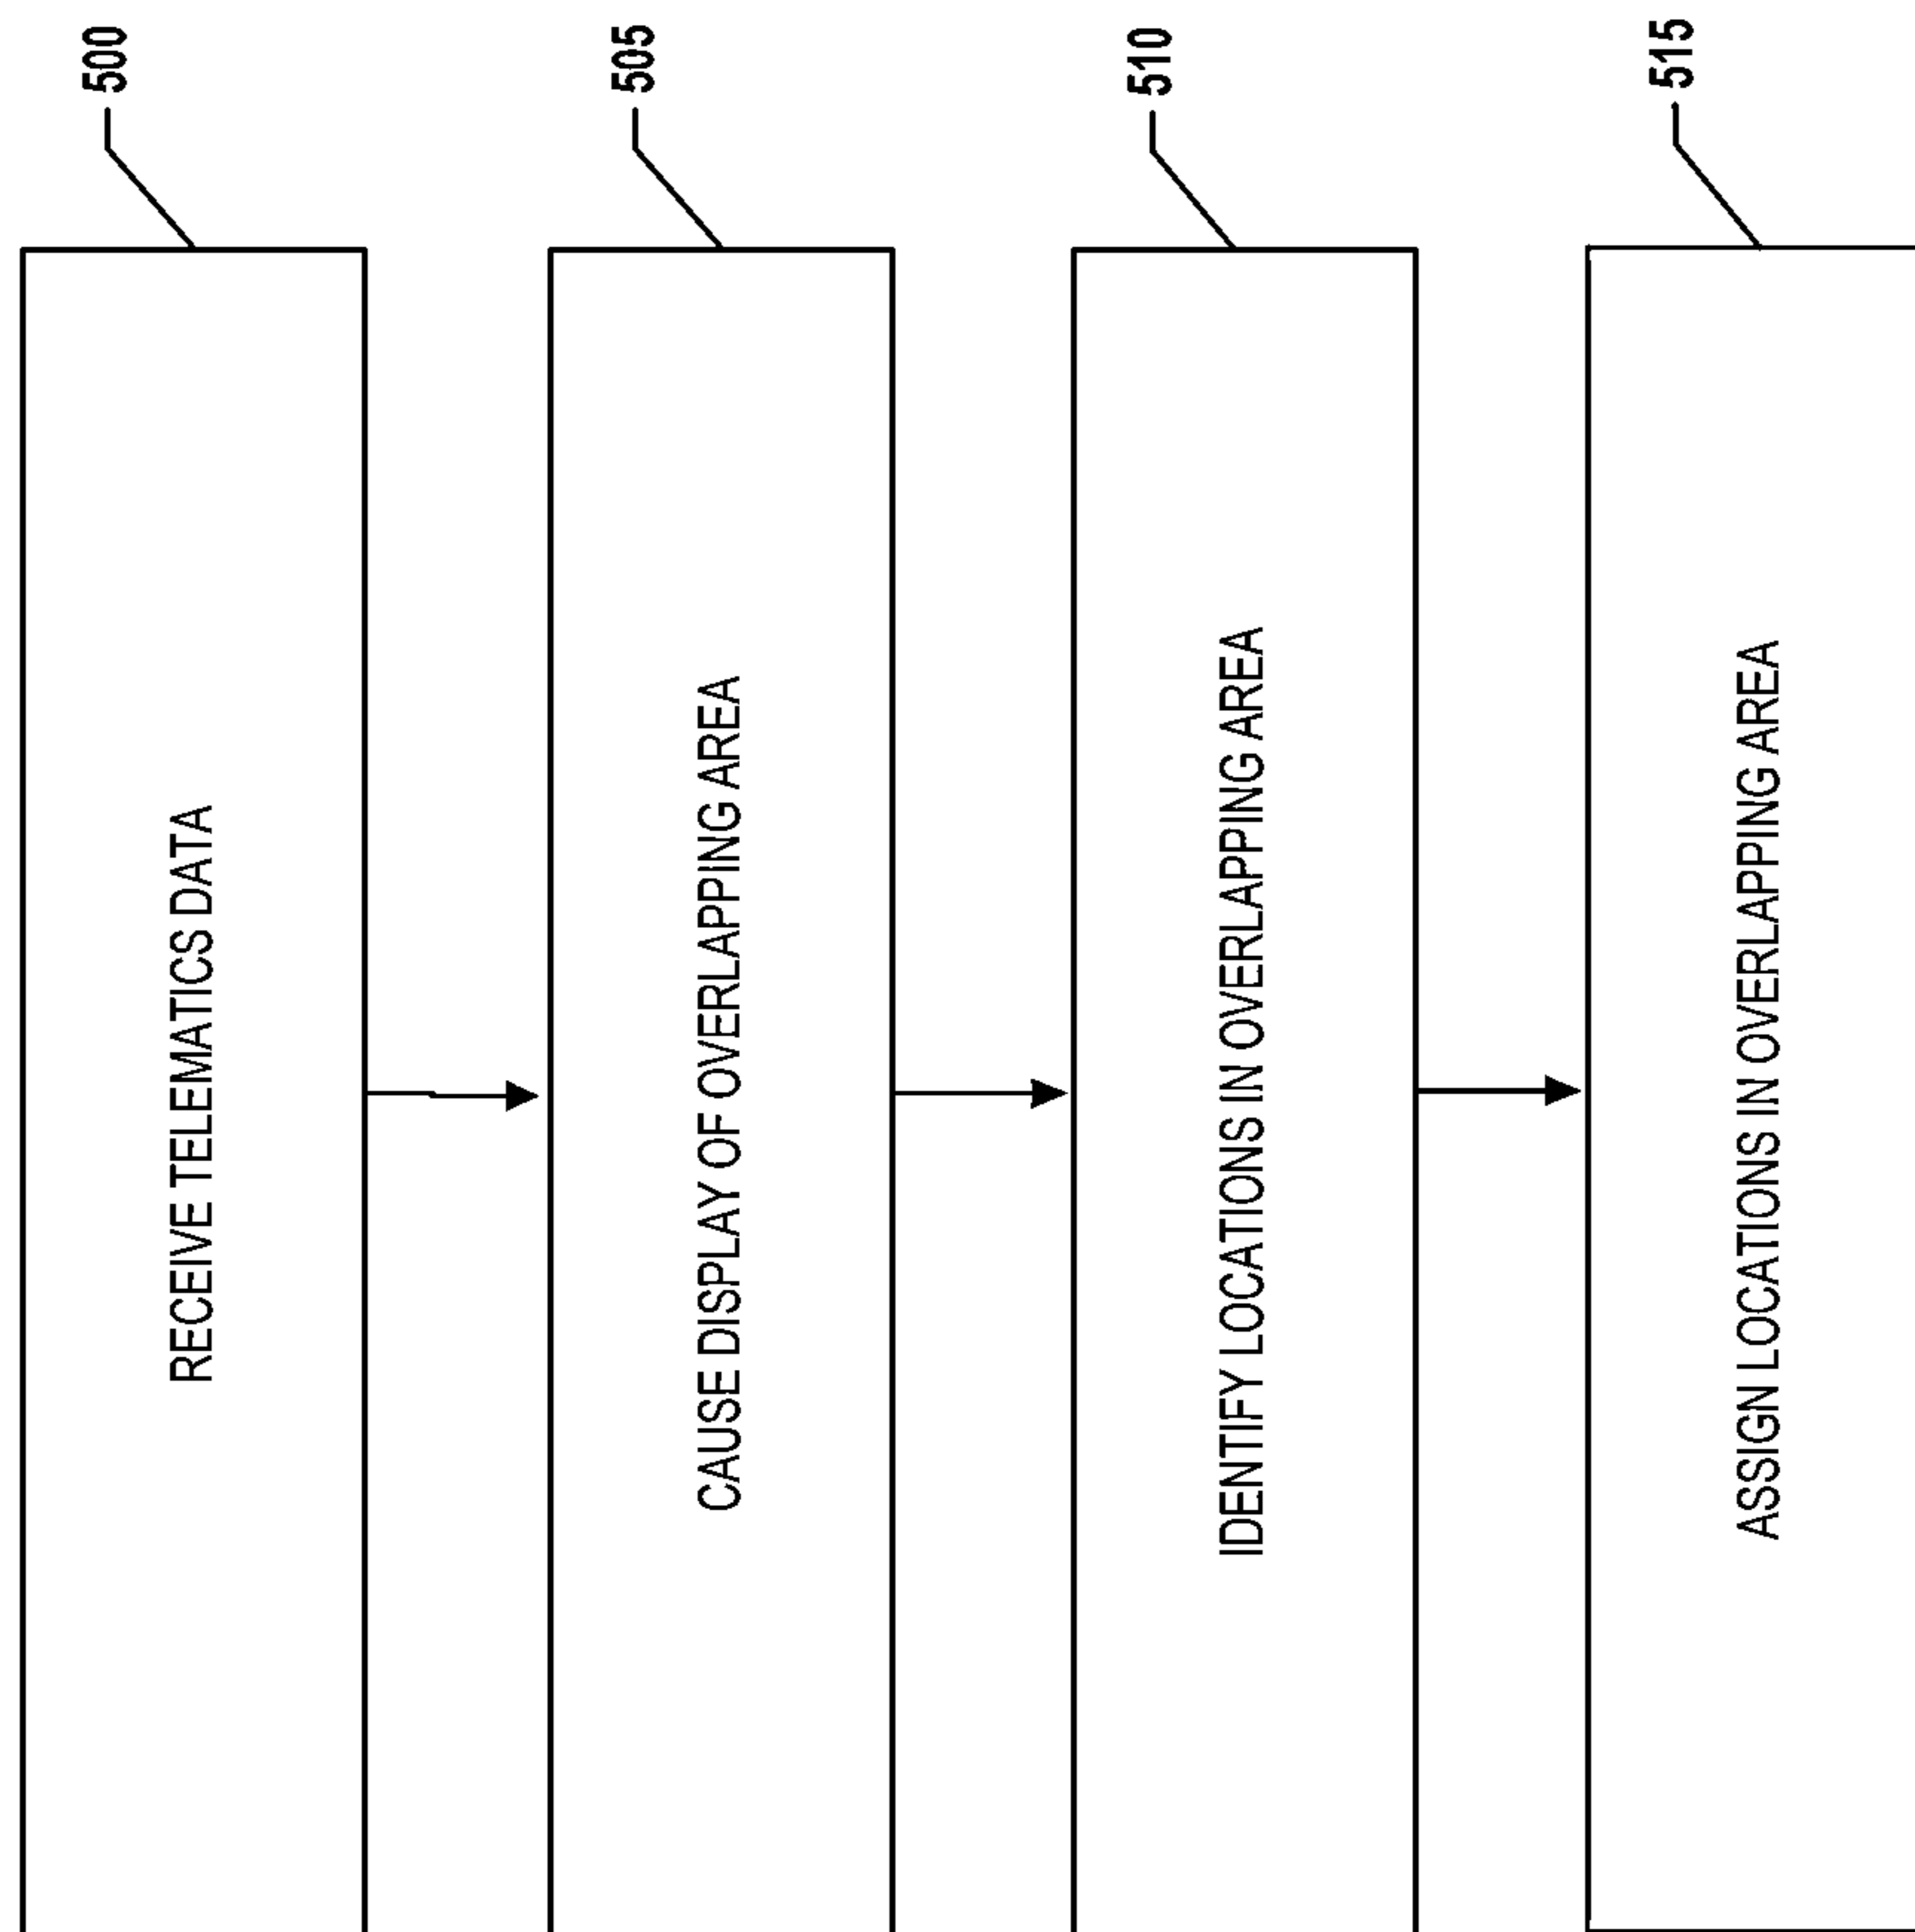 500
RECEIVE TELEMATICS DATA
505
CAUSE DISPLAY OF OVERLAPPING AREA
510
IDENTIFY LOCATIONS IN OVERLAPPING AREA
515
ASSIGN LOCATIONS IN OVERLAPPING AREA